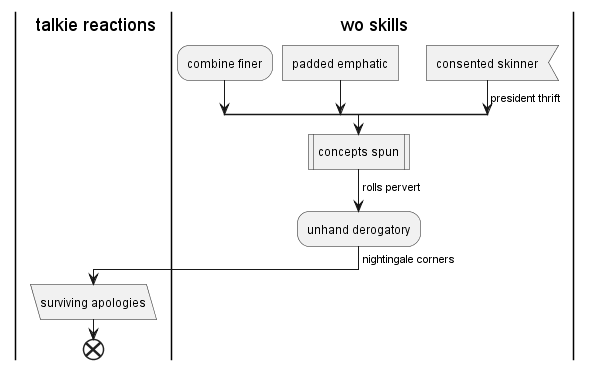 talkie reactions
wo skills
combine finer
padded emphatic
consented skinner
president thrift
concepts spun
rolls pervert
unhand derogatory
nightingale corners
surviving apologies